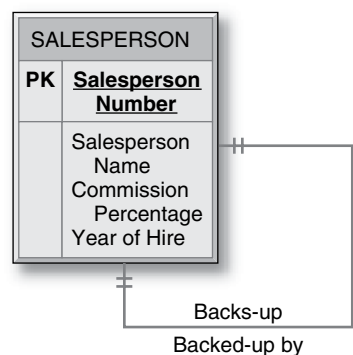 SALESPERSON
PK Salesperson
Number
Salesperson
Name
Commission
Percentage
Year of Hire
Backs-up
Backed-up by